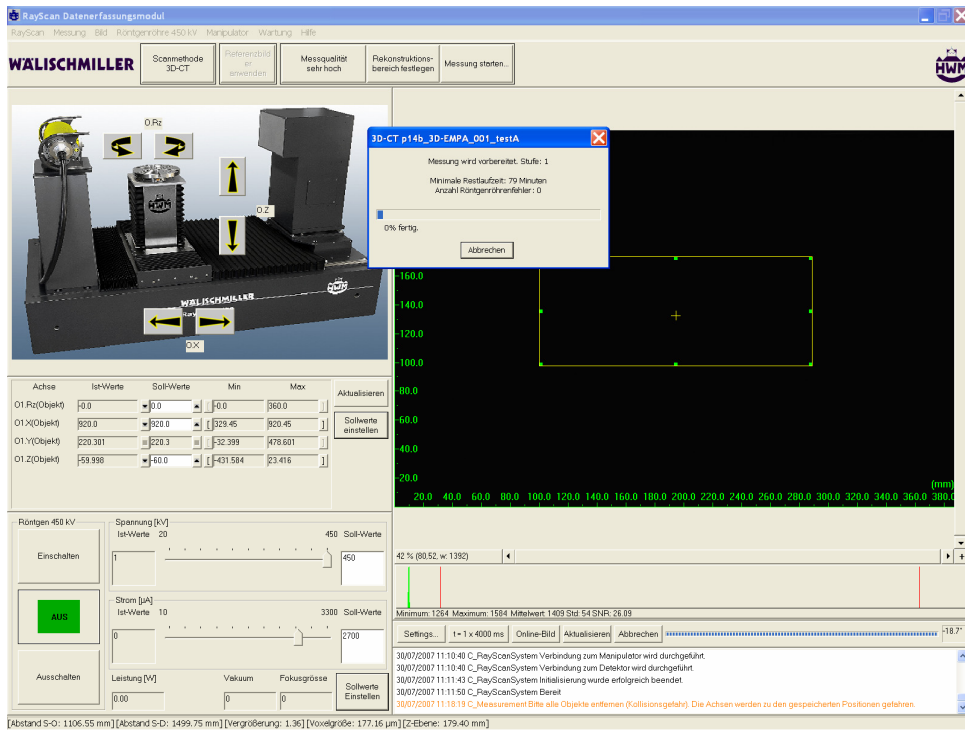 RayScan Datenerfassungsmodul
RayScan Messung Bild Röntgenröhre 450 kV Manipulator Wartung Hilfe
WÄLISCHMILLER
Scanmethode
3D-CT
Referenzbild
er
anwenden
Messqualität
sehr hoch
Rekonstruktions-
bereich festlegen
Messung starten...
HWM
O.Rz
O.Z
HWM
WÄLISCHMILLER
HWM
O.X
3D-CT p14b_3D-EMPA_001_testA
Messung wird vorbereitet. Stufe: 1
Minimale Restlaufzeit: 79 Minuten
Anzahl Röntgenröhrenfehler: 0
0% fertig.
Abbrechen
-160.0
-140.0
-120.0
-100.0
-80.0
-60.0
-40.0
-20.0
(mm)
20.0 40.0 60.0 80.0 100.0 120.0 140.0 160.0 180.0 200.0 220.0 240.0 260.0 280.0 300.0 320.0 340.0 360.0 380.0
Achse Ist-Werte Soll-Werte Min Max
O1.Rz(Objekt) -0.0 0.0 [ -0.0 360.0 ]
O1.X(Objekt) 920.0 920.0 [ 329.45 920.45 ]
O1.Y(Objekt) 220.301 220.3 [ -32.399 478.601 ]
O1.Z(Objekt) -59.998 -60.0 [ -431.584 23.416 ]
Aktualisieren
Sollwerte
einstellen
Röntgen 450 kV
Einschalten
AUS
Ausschalten
Spannung [kV]
Ist-Werte 20 450 Soll-Werte
1 450
Strom [µA]
Ist-Werte 10 3300 Soll-Werte
0 2700
Leistung [W] Vakuum Fokusgrösse
0.00 0 0
Sollwerte
Einstellen
42 % (80,52, w: 1392)
Minimum: 1264 Maximum: 1584 Mittelwert: 1409 Std: 54 SNR: 26.09
Settings... t = 1 x 4000 ms Online-Bild Aktualisieren Abbrechen -18.7°
30/07/2007 11:10:40 C_RayScanSystem Verbindung zum Manipulator wird durchgeführt.
30/07/2007 11:10:40 C_RayScanSystem Verbindung zum Detektor wird durchgeführt.
30/07/2007 11:11:43 C_RayScanSystem Initialisierung wurde erfolgreich beendet.
30/07/2007 11:11:50 C_RayScanSystem Bereit
30/07/2007 11:18:19 C_Measurement Bitte alle Objekte entfernen (Kollisionsgefahr). Die Achsen werden zu den gespeicherten Positionen gefahren.
[Abstand S-O: 1106.55 mm] [Abstand S-D: 1499.75 mm] [Vergrößerung: 1.36] [Voxelgröße: 177.16 µm] [Z-Ebene: 179.40 mm]